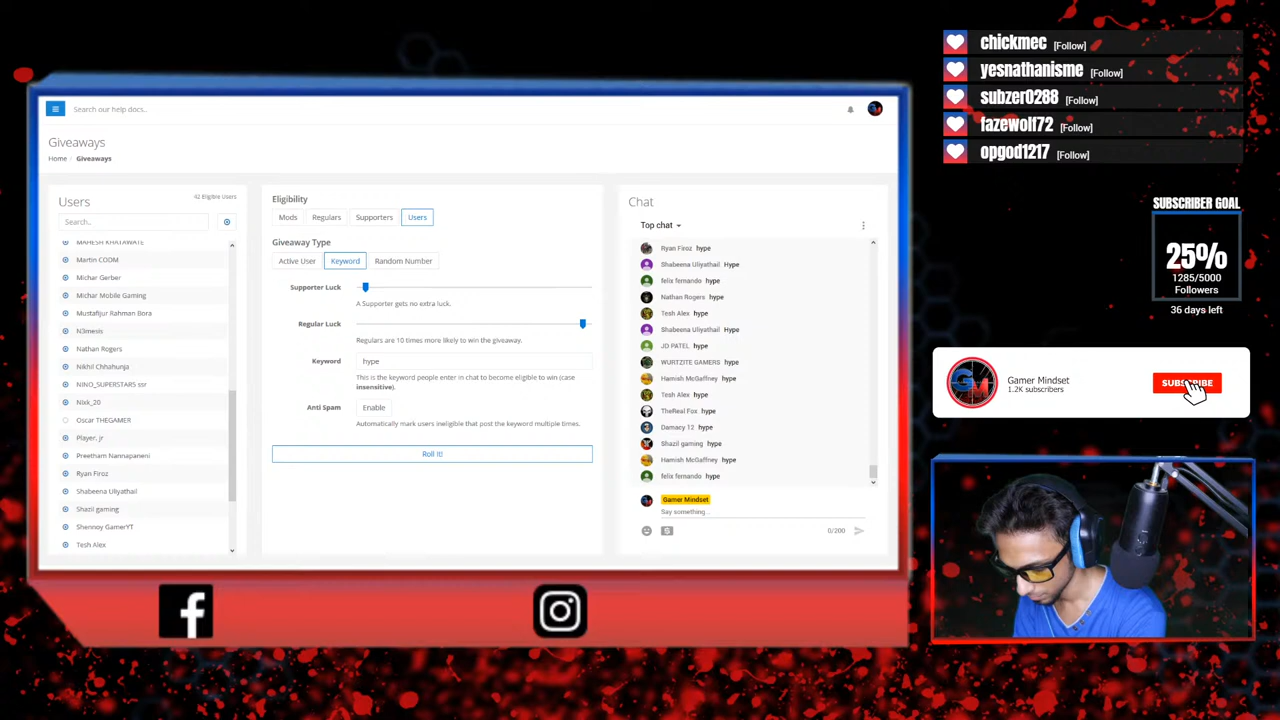 Search our help docs..
Giveaways
Home / Giveaways
Users
42 Eligible Users
Search..
MAHESH KHATAWATE
Martin COOM
Michar Gerber
Michar Mobile Gaming
Mustafijur Rahman Bora
N3mesis
Nathan Rogers
Nikhil Chhahunja
NINO_SUPERSTARS ssr
Nixk_20
Oscar THEGAMER
Player. jr
Preetham Nannapaneni
Ryan Firoz
Shabeena Uliyathail
Shazil gaming
Shennoy GamerYT
Tesh Alex
Eligibility
Mods Regulars Supporters Users
Giveaway Type
Active User Keyword Random Number
Supporter Luck
A Supporter gets no extra luck.
Regular Luck
Regulars are 10 times more likely to win the giveaway.
Keyword hype
This is the keyword people enter in chat to become eligible to win (case
insensitive).
Anti Spam Enable
Automatically mark users ineligible that post the keyword multiple times.
Roll It!
Chat
Top chat
Ryan Firoz hype
Shabeena Uliyathail Hype
felix fernando hype
Nathan Rogers hype
Tesh Alex hype
Shabeena Uliyathail Hype
JD PATEL hype
WURTZITE GAMERS hype
Hamish McGaffney hype
Tesh Alex hype
TheReal Fox hype
Damacy 12 hype
Shazil gaming hype
Hamish McGaffney hype
felix fernando hype
Gamer Mindset
Say something...
0/200
chickmec [Follow]
yesnathanisme [Follow]
subzer0288 [Follow]
fazewolf72 [Follow]
opgod1217 [Follow]
SUBSCRIBER GOAL
25%
1285/5000
Followers
36 days left
GM
Gamer Mindset
1.2K subscribers
SUBSCRIBE